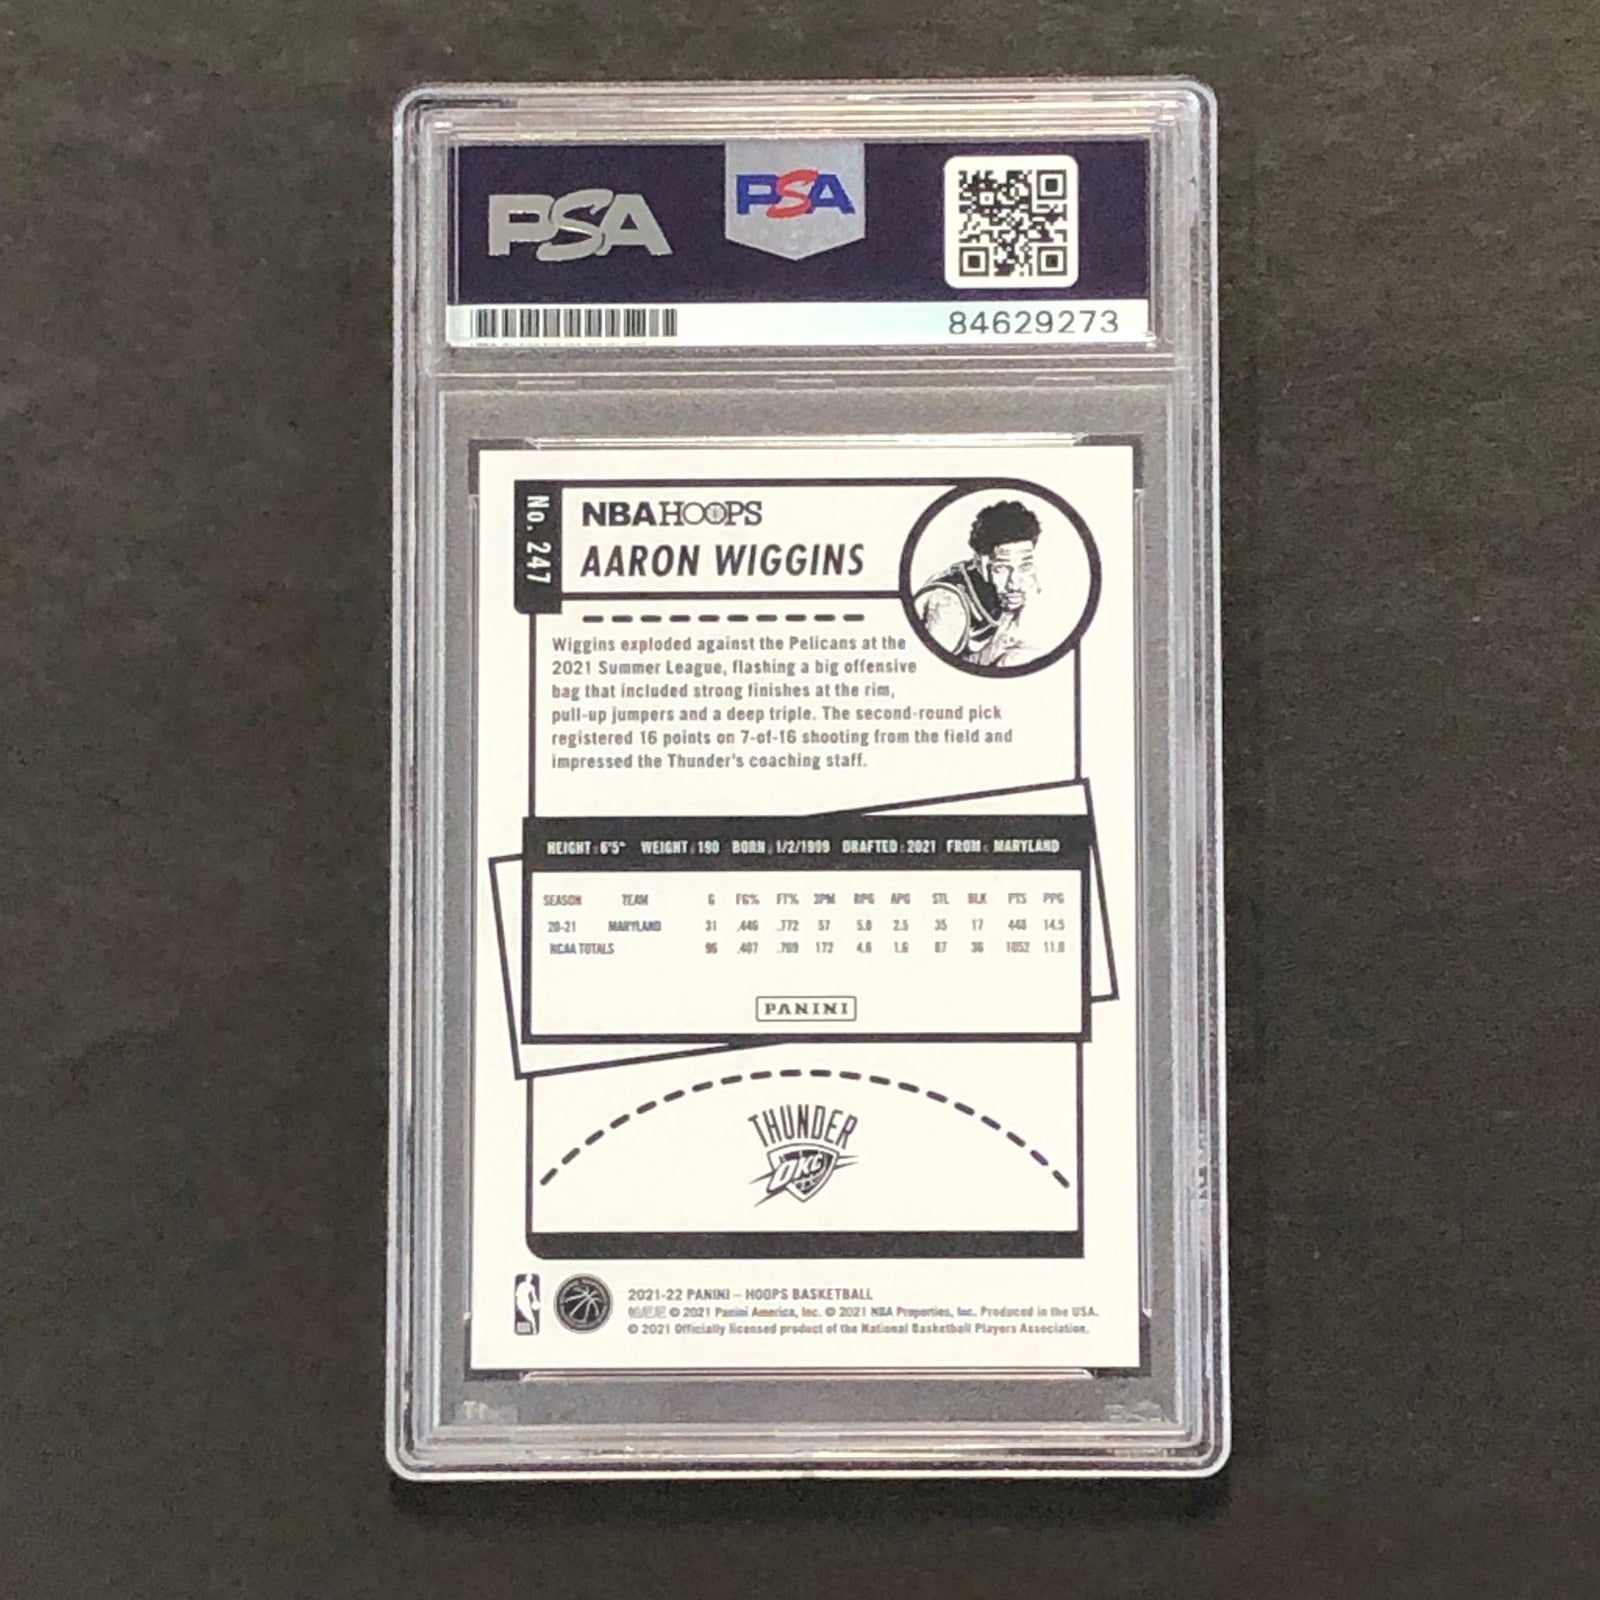 PSA
PSA
84629273
No. 247
NBA HOOPS
AARON WIGGINS
Wiggins exploded against the Pelicans at the
2021 Summer League, flashing a big offensive
bag that included strong finishes at the rim,
pull-up jumpers and a deep triple. The second-round pick
registered 16 points on 7-of-16 shooting from the field and
impressed the Thunder's coaching staff.
HEIGHT: 6'5" WEIGHT: 190 BORN: 1/2/1999 DRAFTED: 2021 FROM: MARYLAND
SEASON TEAM G FG% FT% 3PM RPG APG STL BLK PTS PPG
20-21 MARYLAND 31 .446 .772 57 5.8 2.5 35 17 448 14.5
NCAA TOTALS 96 .407 .769 172 4.6 1.6 87 36 1052 11.0
PANINI
THUNDER
OKC
2021-22 PANINI – HOOPS BASKETBALL
帕尼尼 © 2021 Panini America, Inc. © 2021 NBA Properties, Inc. Produced in the USA.
© 2021 Officially licensed product of the National Basketball Players Association.